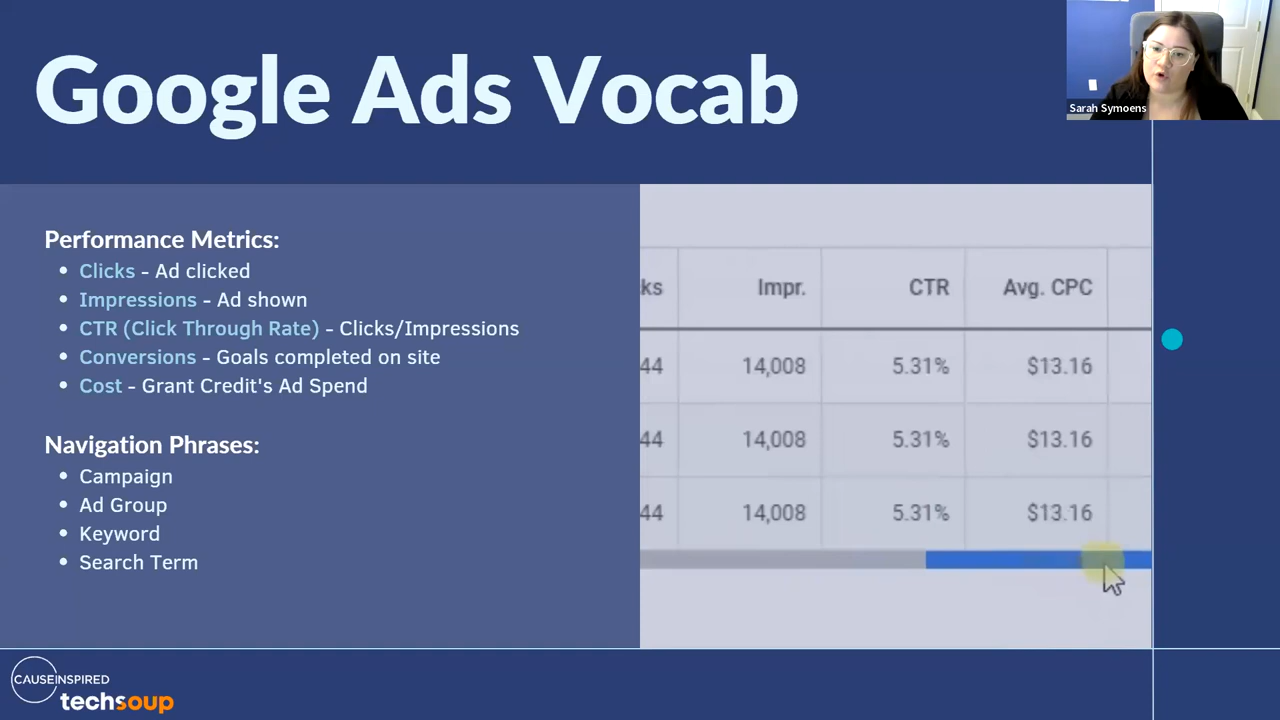 Google Ads Vocab
Sarah Symoens
Performance Metrics:
• Clicks - Ad clicked
• Impressions - Ad shown
• CTR (Click Through Rate) - Clicks/Impressions
• Conversions - Goals completed on site
• Cost - Grant Credit's Ad Spend
Navigation Phrases:
• Campaign
• Ad Group
• Keyword
• Search Term
ks Impr. CTR Avg. CPC
44 14,008 5.31% $13.16
44 14,008 5.31% $13.16
44 14,008 5.31% $13.16
CAUSEINSPIRED
techsoup